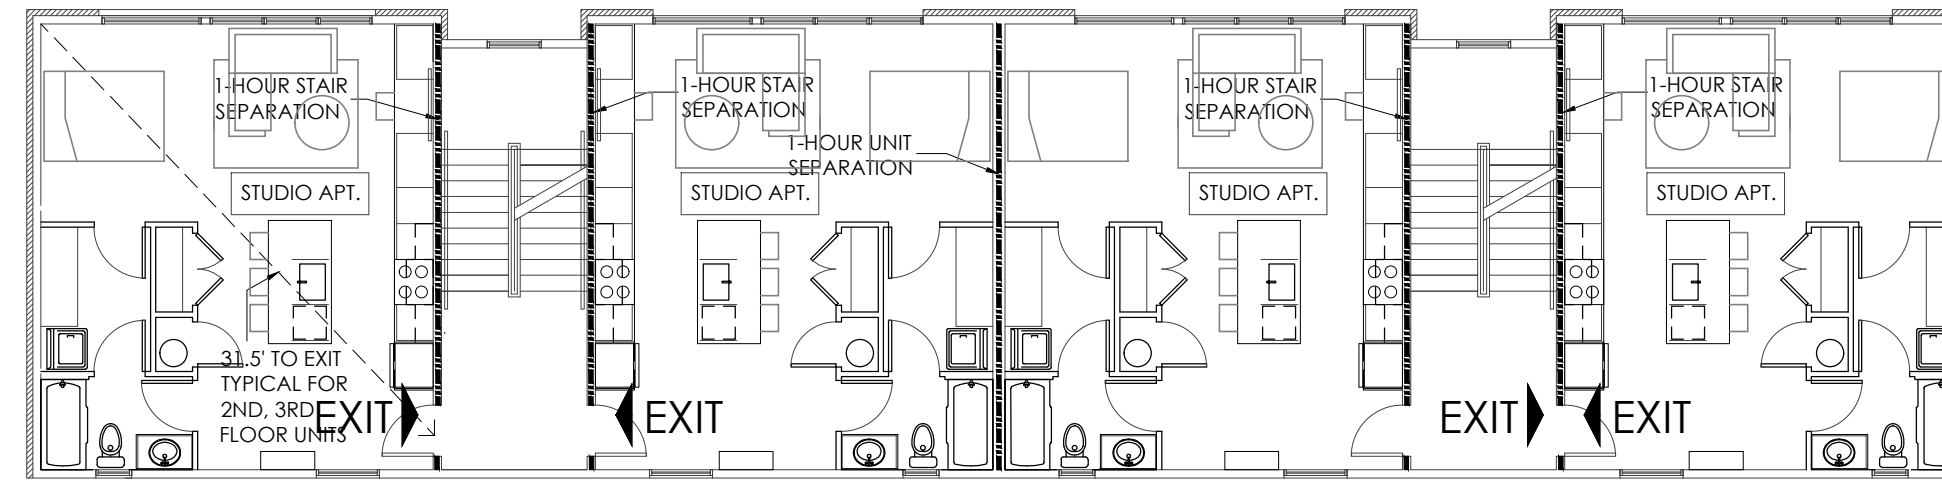 1-HOUR STAIR
SEPARATION
1-HOUR STAIR
SEPARATION
1-HOUR UNIT
SEPARATION
1-HOUR STAIR
SEPARATION
1-HOUR STAIR
SEPARATION
STUDIO APT.
STUDIO APT.
STUDIO APT.
STUDIO APT.
31.5' TO EXIT
TYPICAL FOR
2ND, 3RD
FLOOR UNITS
EXIT
EXIT
EXIT
EXIT